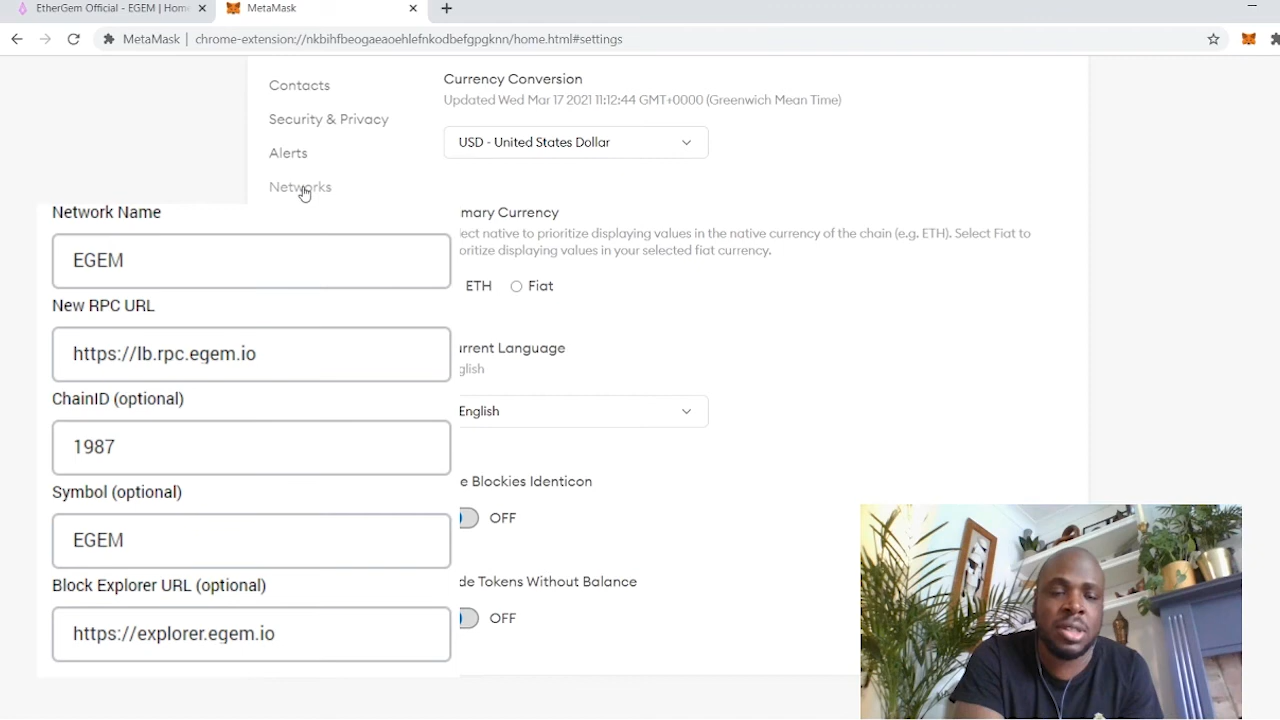 EtherGem Official - EGEM | Home
MetaMask
MetaMask | chrome-extension://nkbihfbeogaeaoehlefnkodbefgpgknn/home.html#settings
Contacts
Security & Privacy
Alerts
Networks
Currency Conversion
Updated Wed Mar 17 2021 11:12:44 GMT+0000 (Greenwich Mean Time)
USD - United States Dollar
mary Currency
ect native to prioritize displaying values in the native currency of the chain (e.g. ETH). Select Fiat to
oritize displaying values in your selected fiat currency.
ETH Fiat
urrent Language
glish
English
e Blockies Identicon
OFF
de Tokens Without Balance
OFF
Network Name
EGEM
New RPC URL
https://lb.rpc.egem.io
ChainID (optional)
1987
Symbol (optional)
EGEM
Block Explorer URL (optional)
https://explorer.egem.io